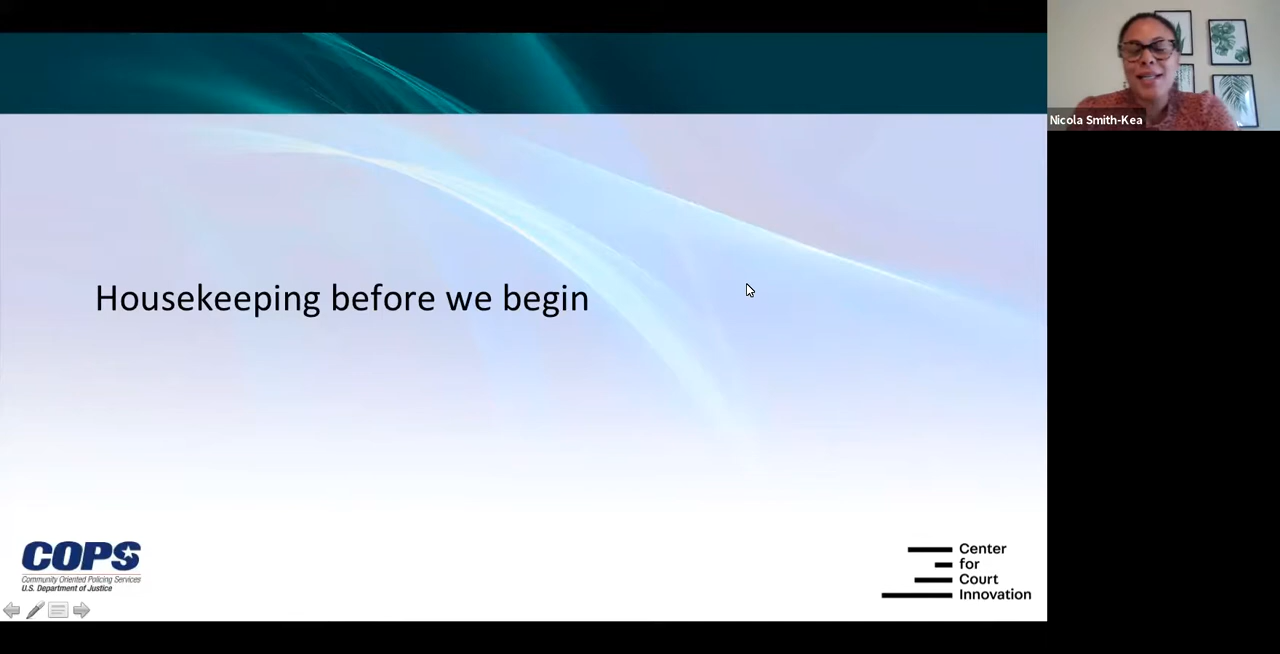 Nicola Smith-Kea
Housekeeping before we begin
COPS
Community Oriented Policing Services
U.S. Department of Justice
Center
for
Court
Innovation